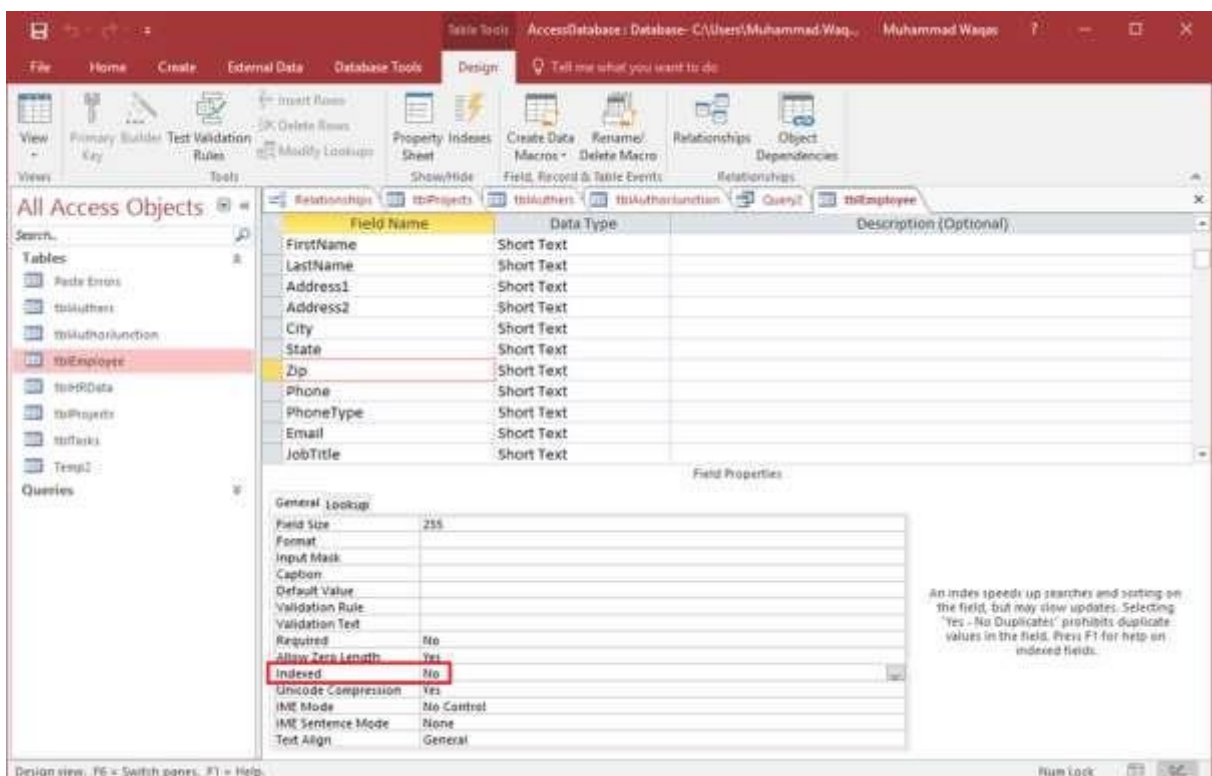 Table Tools AccessDatabase : Database- C:\Users\Muhammad Waq... Muhammad Waqas ?
File Home Create External Data Database Tools Design Tell me what you want to do
View
Primary Key
Builder
Test Validation Rules
Insert Rows
Delete Rows
Modify Lookups
Property Sheet
Indexes
Create Data Macros
Rename/ Delete Macro
Relationships
Object Dependencies
Views Tools Show/Hide Field, Record & Table Events Relationships
All Access Objects
Search...
Tables
Paste Errors
tblAuthers
tblAuthorJunction
tblEmployee
tblHRData
tblProjects
tblTasks
Temp2
Queries
Relationships tblProjects tblAuthers tblAuthorJunction Query2 tblEmployee
Field Name Data Type Description (Optional)
FirstName Short Text
LastName Short Text
Address1 Short Text
Address2 Short Text
City Short Text
State Short Text
Zip Short Text
Phone Short Text
PhoneType Short Text
Email Short Text
JobTitle Short Text
Field Properties
General Lookup
Field Size 255
Format
Input Mask
Caption
Default Value
Validation Rule
Validation Text
Required No
Allow Zero Length Yes
Indexed No
Unicode Compression Yes
IME Mode No Control
IME Sentence Mode None
Text Align General
An index speeds up searches and sorting on
the field, but may slow updates. Selecting
"Yes - No Duplicates" prohibits duplicate
values in the field. Press F1 for help on
indexed fields.
Design view. F6 = Switch panes. F1 = Help. Num Lock